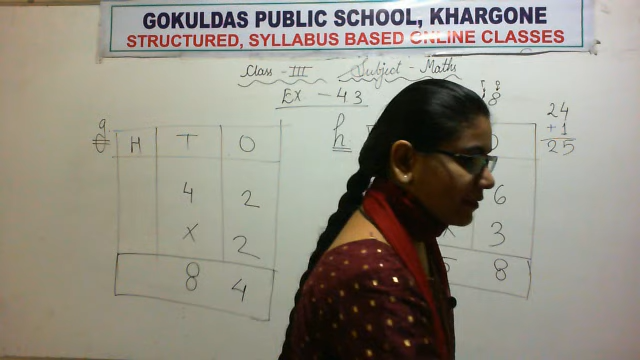 GOKULDAS PUBLIC SCHOOL, KHARGONE
STRUCTURED, SYLLABUS BASED ONLINE CLASSES
Class - III Subject - Maths
Ex - 43
g
H T O
4 2
x 2
8 4
h
6
x 3
8
24
+ 1
25